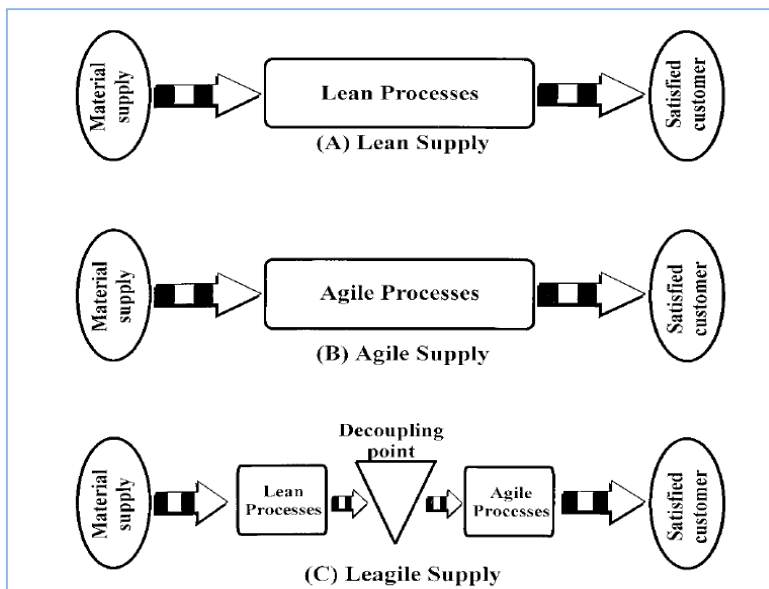 Material
supply
Lean Processes
Satisfied
customer
(A) Lean Supply
Material
supply
Agile Processes
Satisfied
customer
(B) Agile Supply
Decoupling
point
Material
supply
Lean
Processes
Agile
Processes
Satisfied
customer
(C) Leagile Supply